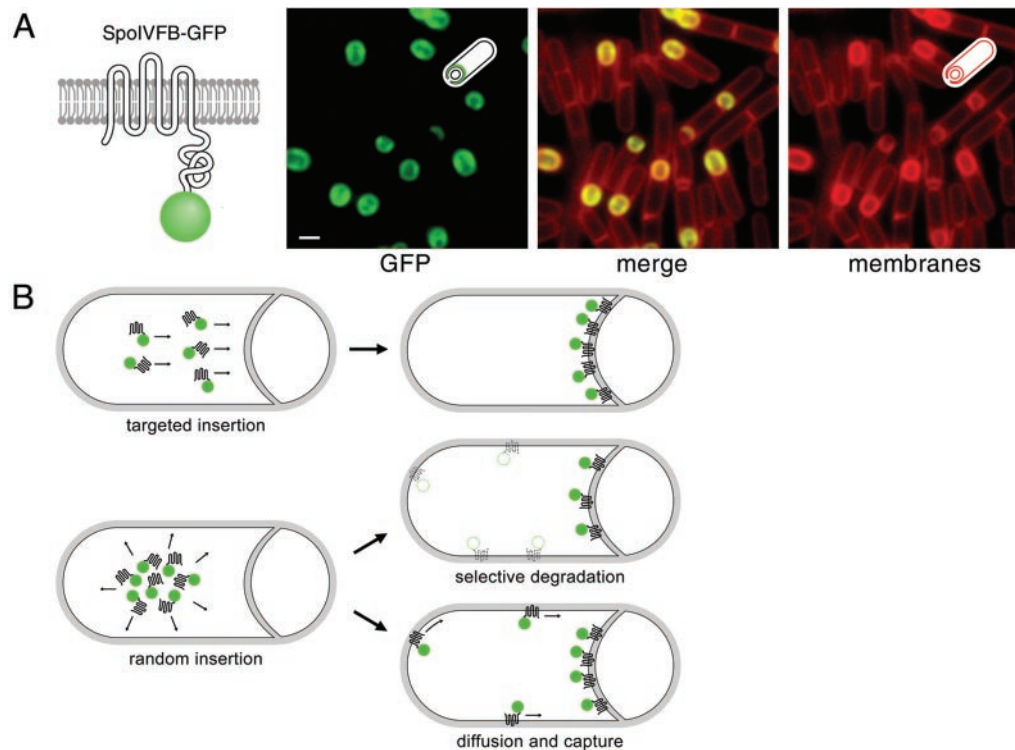 A
SpoIVFB-GFP
GFP
merge
membranes
B
targeted insertion
selective degradation
random insertion
diffusion and capture